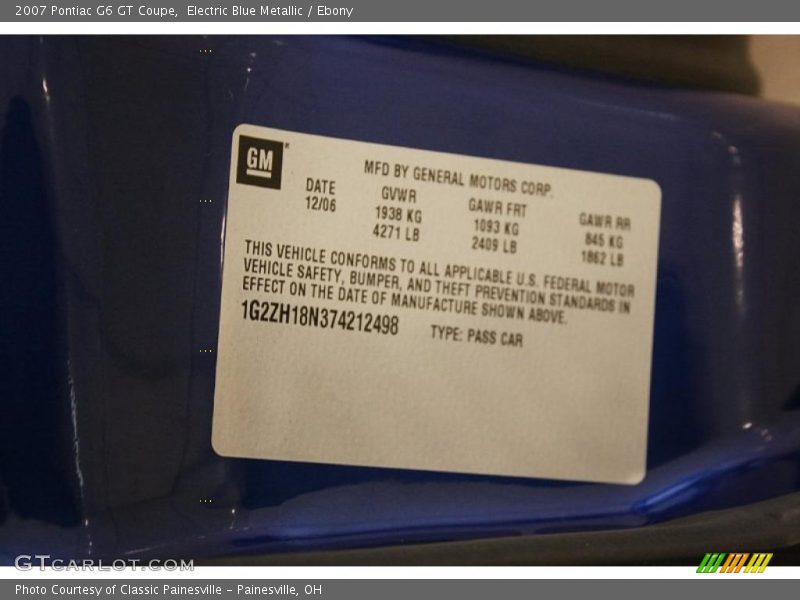 2007 Pontiac G6 GT Coupe,  Electric Blue Metallic / Ebony
GM
MFD BY GENERAL MOTORS CORP.
DATE GVWR GAWR FRT GAWR RR
12/06 1938 KG 1093 KG 845 KG
4271 LB 2409 LB 1862 LB
THIS VEHICLE CONFORMS TO ALL APPLICABLE U.S. FEDERAL MOTOR
VEHICLE SAFETY, BUMPER, AND THEFT PREVENTION STANDARDS IN
EFFECT ON THE DATE OF MANUFACTURE SHOWN ABOVE.
1G2ZH18N374212498 TYPE: PASS CAR
GTCARLOT.COM
Photo Courtesy of Classic Painesville - Painesville, OH